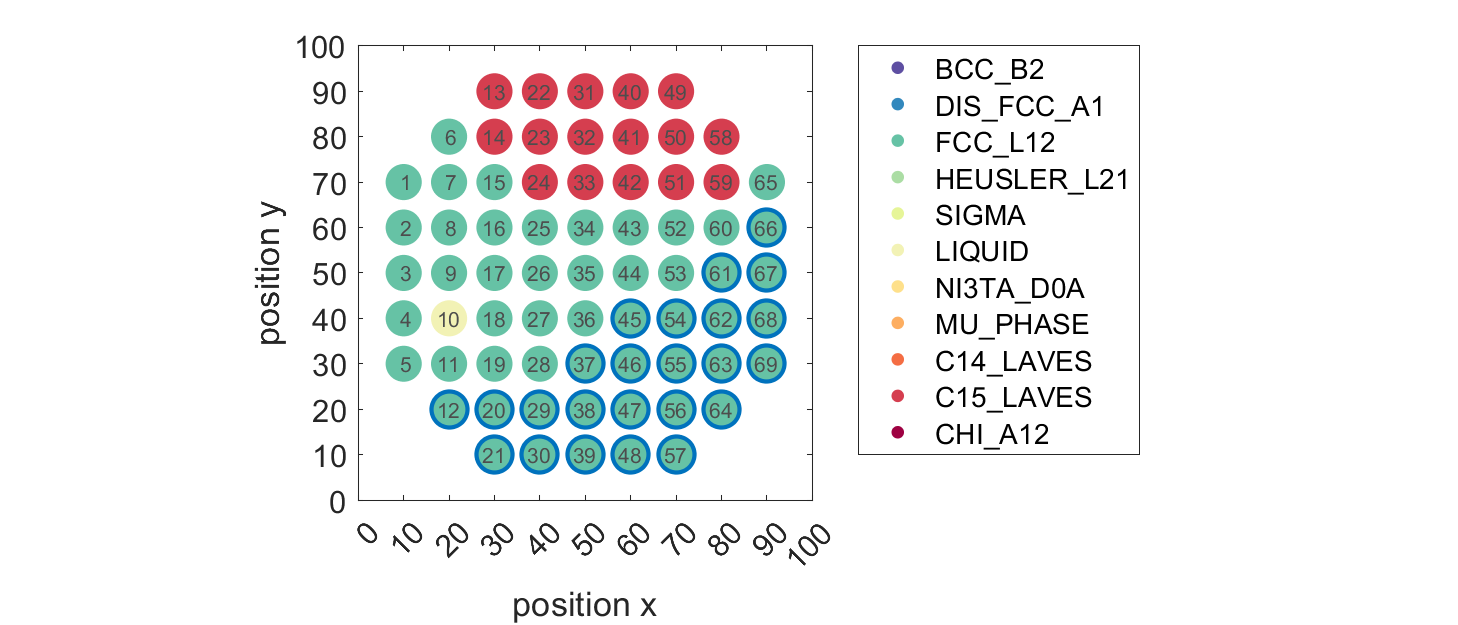 100
90 13 22 31 40 49
80 6 14 23 32 41 50 58
70 1 7 15 24 33 42 51 59 65
60 2 8 16 25 34 43 52 60 66
50 3 9 17 26 35 44 53 61 67
40 4 10 18 27 36 45 54 62 68
30 5 11 19 28 37 46 55 63 69
20 12 20 29 38 47 56 64
10 21 30 39 48 57
0
0 10 20 30 40 50 60 70 80 90 100
position x
position y
BCC_B2
DIS_FCC_A1
FCC_L12
HEUSLER_L21
SIGMA
LIQUID
NI3TA_D0A
MU_PHASE
C14_LAVES
C15_LAVES
CHI_A12